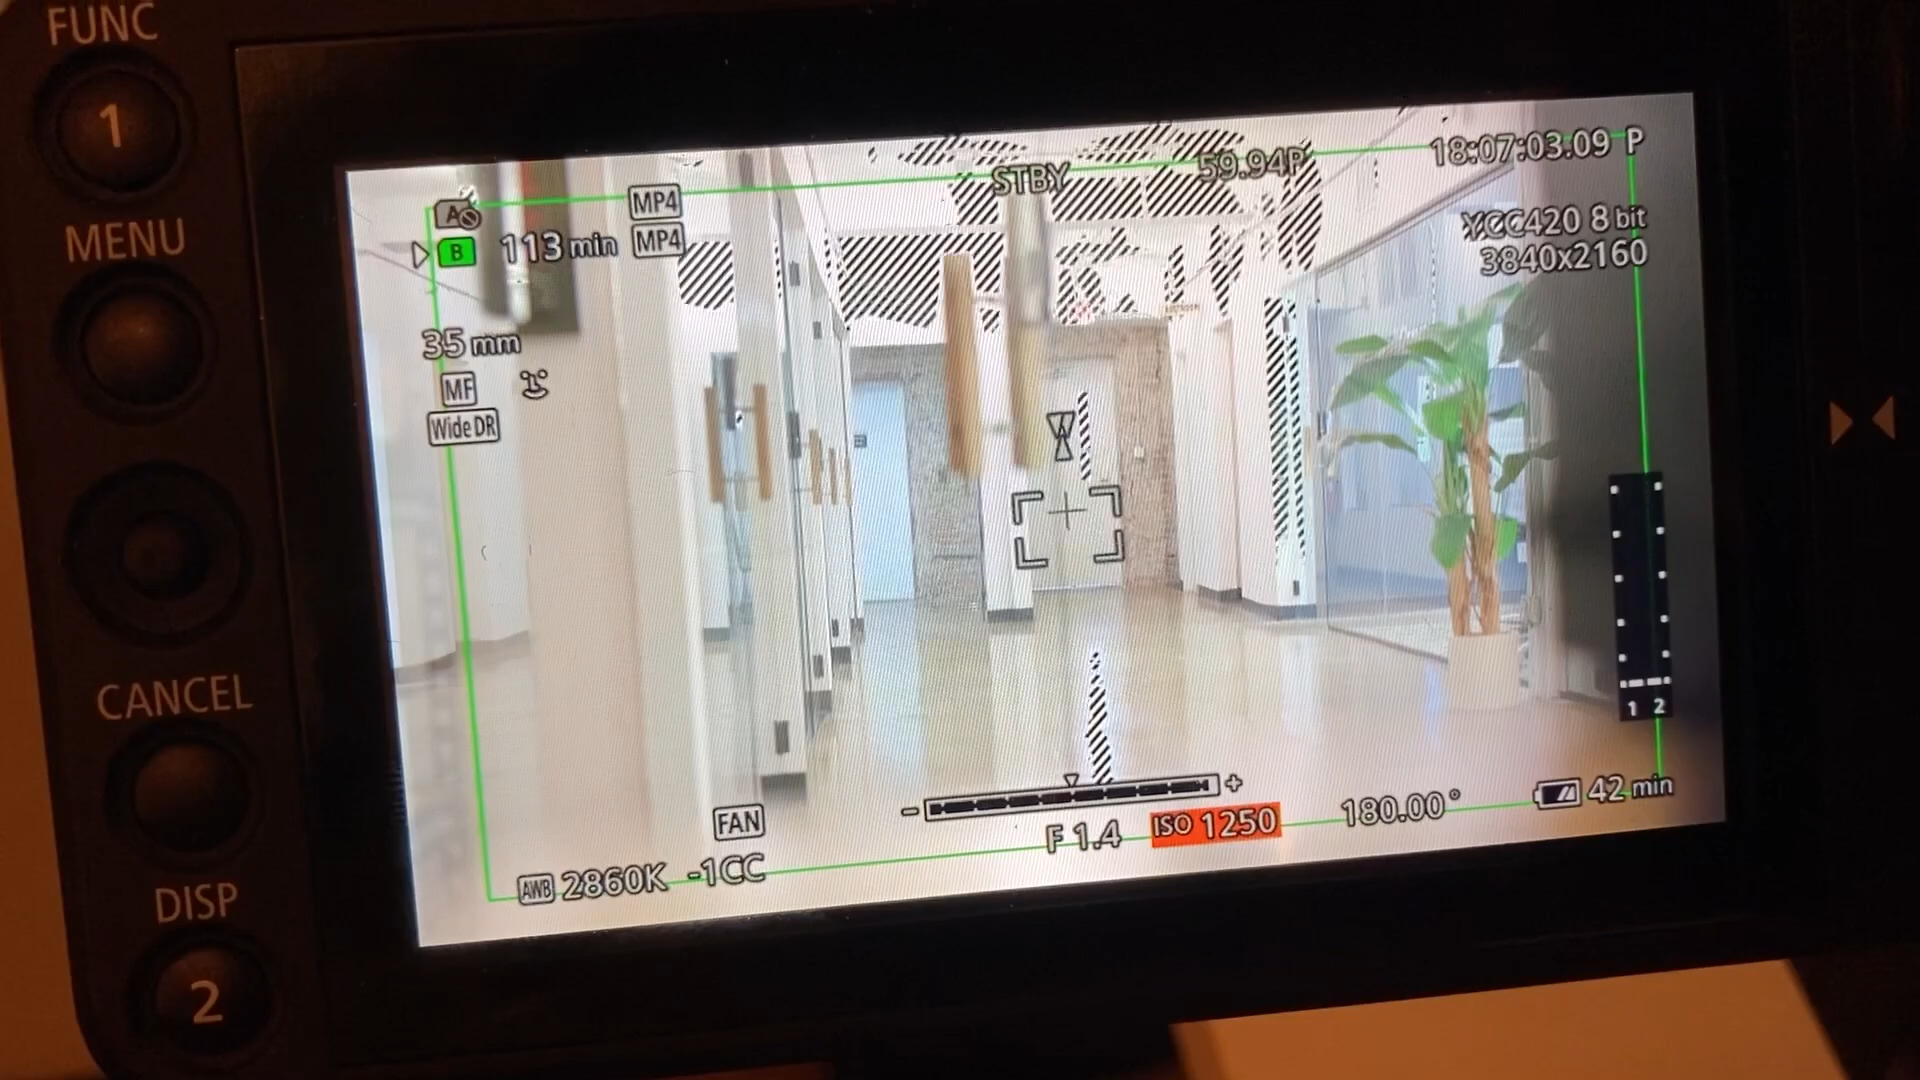 FUNC
1
MENU
CANCEL
DISP
2
A
MP4
STBY
59.94P
18:07:03.09 P
B 113 min MP4
YCC420 8 bit
3840x2160
35 mm
MF
Wide DR
1 2
- +
FAN
F 1.4 ISO 1250 180.00° 42 min
AWB 2860K -1CC